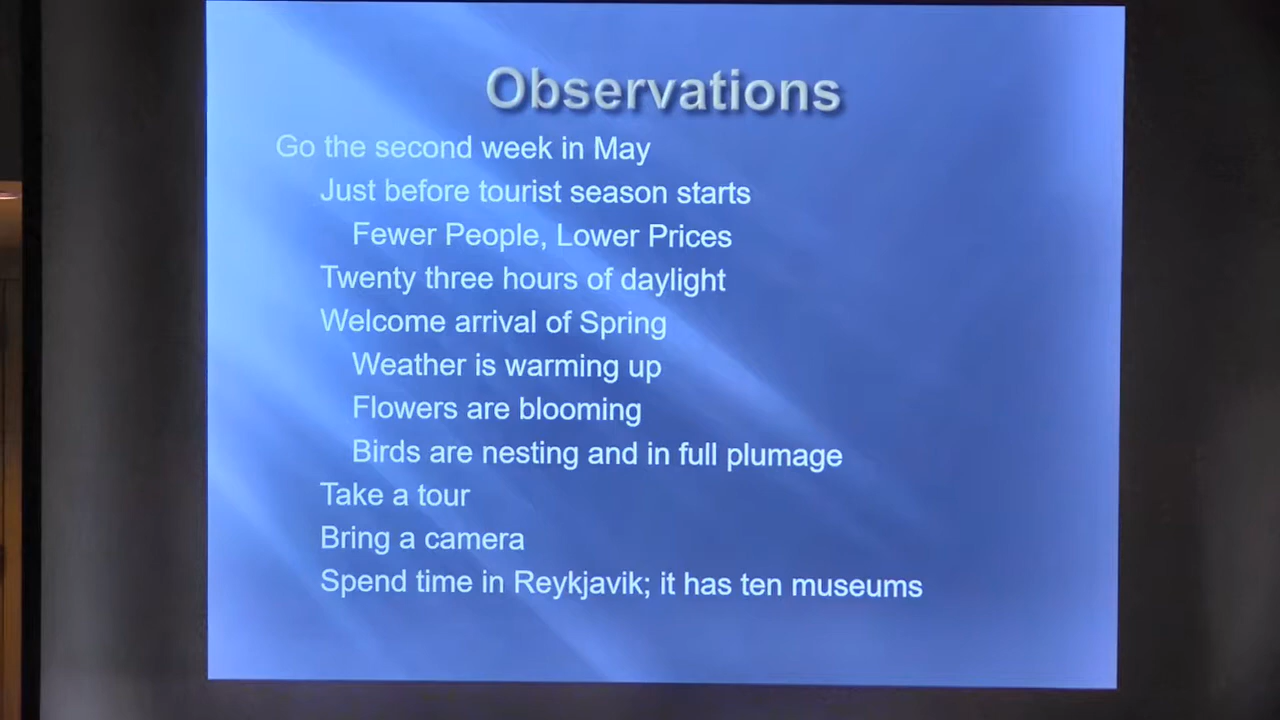 Observations
Go the second week in May
Just before tourist season starts
Fewer People, Lower Prices
Twenty three hours of daylight
Welcome arrival of Spring
Weather is warming up
Flowers are blooming
Birds are nesting and in full plumage
Take a tour
Bring a camera
Spend time in Reykjavik; it has ten museums